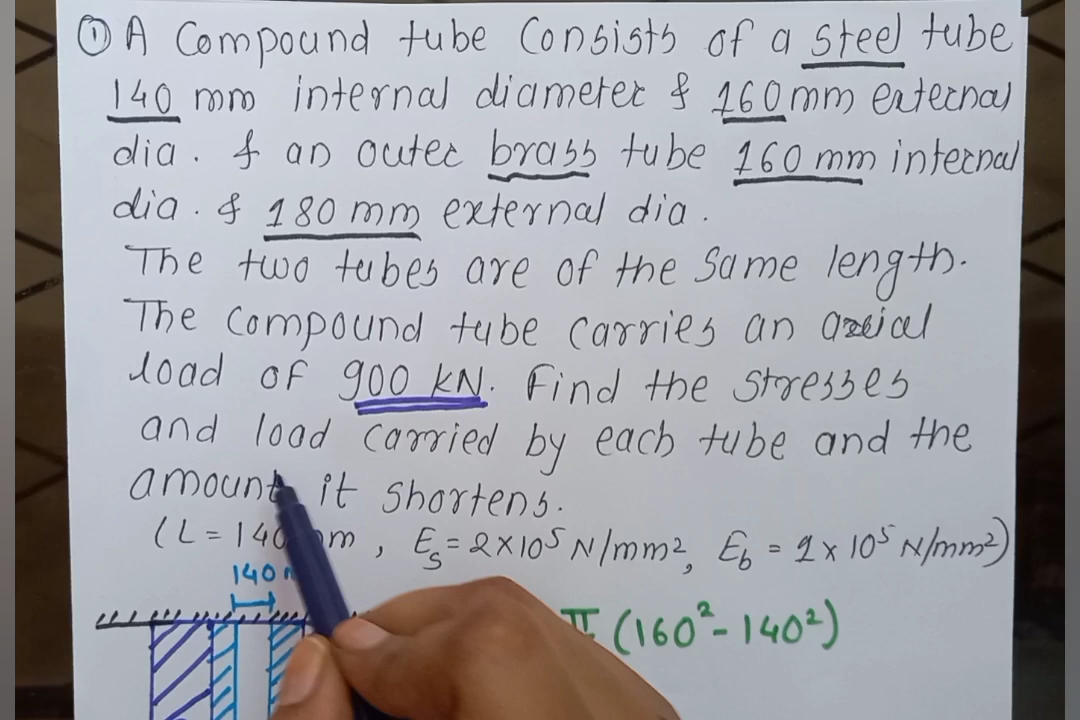 ① A Compound tube Consists of a steel tube
140 mm internal diameter & 160 mm external
dia. & an outer brass tube 160 mm internal
dia. & 180 mm external dia.
The two tubes are of the same length.
The compound tube carries an axial
load of 900 KN. Find the stresses
and load carried by each tube and the
amount it shortens.
(L = 140 m, Es = 2×10⁵ N/mm², Eb = 1×10⁵ N/mm²)
140
π (160² - 140²)